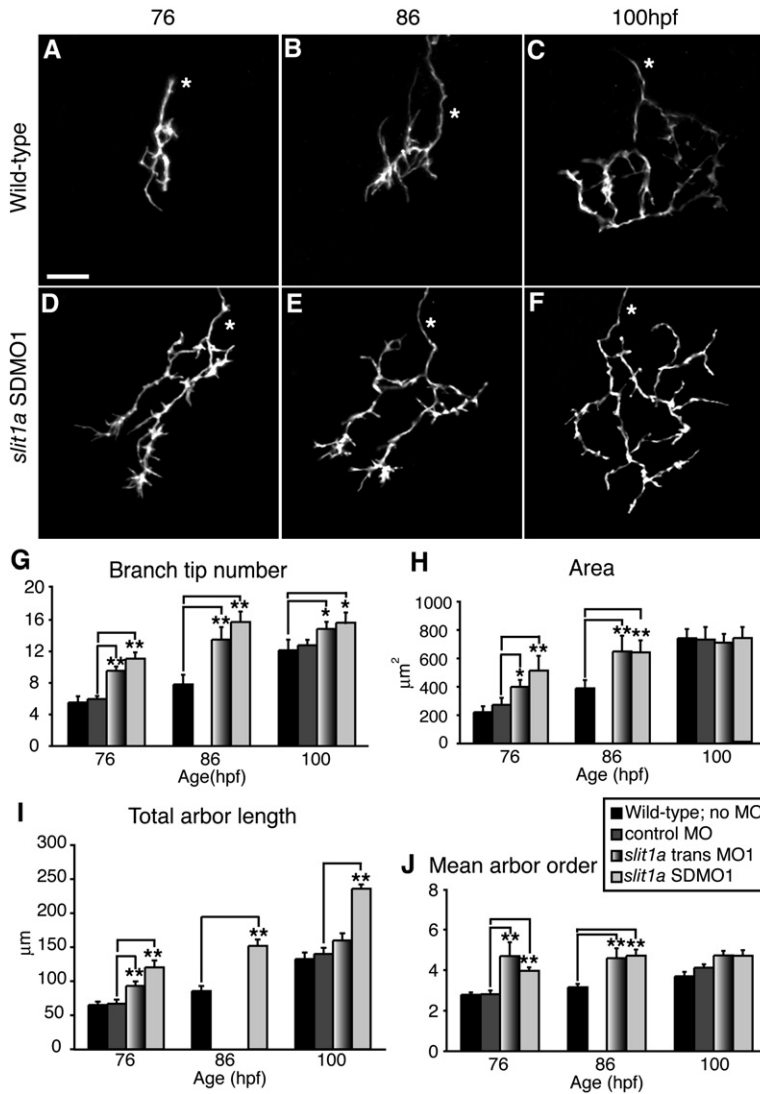 76 86 100hpf
A * B * C *
Wild-type
D * E * F *
slit1a SDMO1
G Branch tip number
20
16
12
8
4
0
** ** ** ** * *
76 86 100
Age(hpf)
H Area
1000
800
600
400
200
µm2
* ** ** **
76 86 100
Age (hpf)
I Total arbor length
300
250
200
150
100
50
0
µm
** ** ** **
76 86 100
Age (hpf)
Wild-type; no MO
control MO
slit1a trans MO1
slit1a SDMO1
J Mean arbor order
8
6
4
2
0
** ** ** **
76 86 100
Age (hpf)